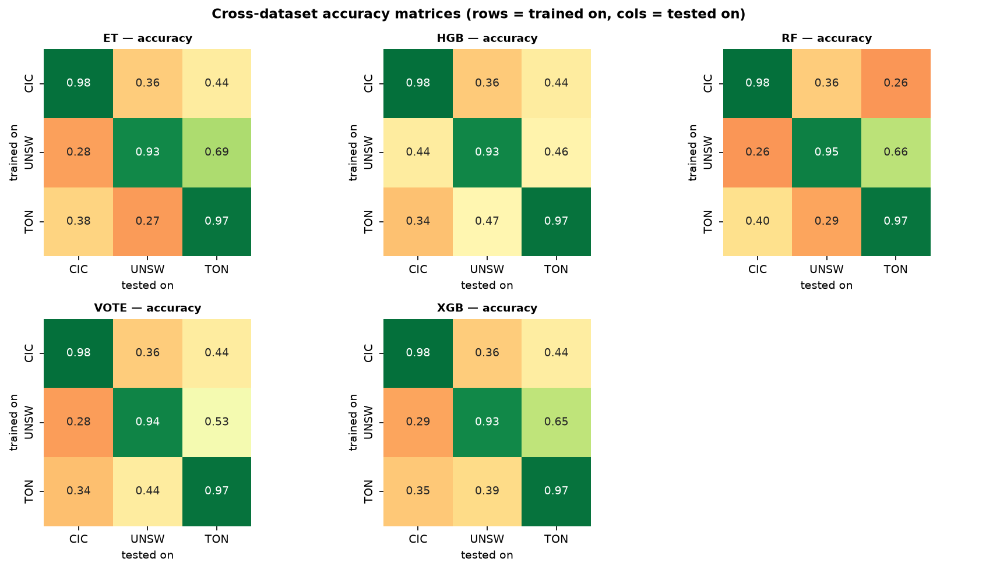 Cross-dataset accuracy matrices (rows = trained on, cols = tested on)
ET — accuracy
trained on
CIC
UNSW
TON
0.98 0.36 0.44
0.28 0.93 0.69
0.38 0.27 0.97
CIC UNSW TON
tested on
HGB — accuracy
trained on
CIC
UNSW
TON
0.98 0.36 0.44
0.44 0.93 0.46
0.34 0.47 0.97
CIC UNSW TON
tested on
RF — accuracy
trained on
CIC
UNSW
TON
0.98 0.36 0.26
0.26 0.95 0.66
0.40 0.29 0.97
CIC UNSW TON
tested on
VOTE — accuracy
trained on
CIC
UNSW
TON
0.98 0.36 0.44
0.28 0.94 0.53
0.34 0.44 0.97
CIC UNSW TON
tested on
XGB — accuracy
trained on
CIC
UNSW
TON
0.98 0.36 0.44
0.29 0.93 0.65
0.35 0.39 0.97
CIC UNSW TON
tested on